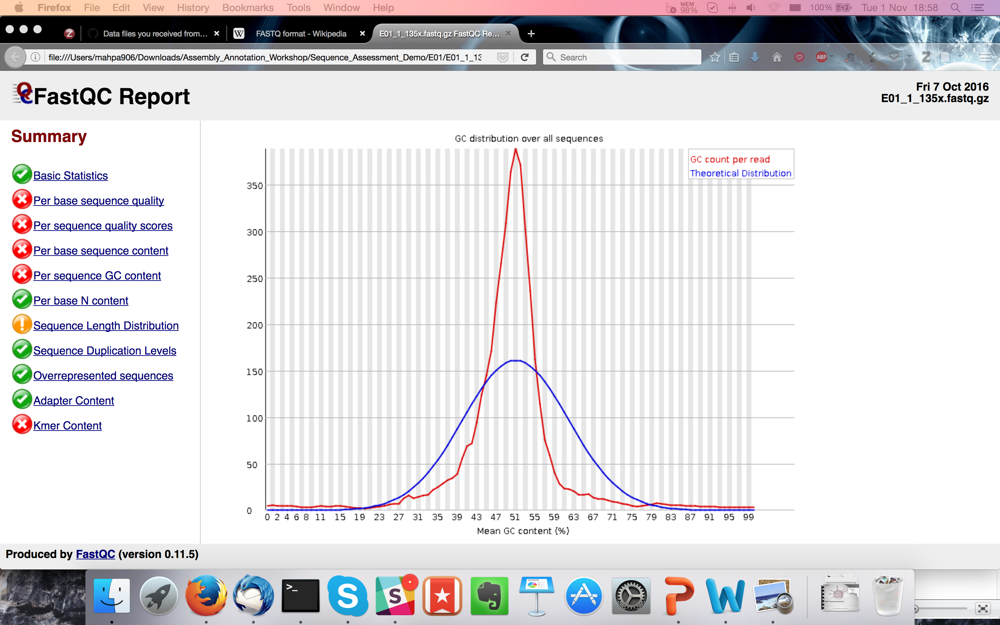 Firefox File Edit View History Bookmarks Tools Window Help MEM 98% 100% Tue 1 Nov 18:58
Data files you received from... FASTQ format - Wikipedia E01_1_135x.fastq.gz FastQC Re...
file:///Users/mahpa906/Downloads/Assembly_Annotation_Workshop/Sequence_Assessment_Demo/E01/E01_1_13 Search ABP
FastQC Report
Fri 7 Oct 2016
E01_1_135x.fastq.gz
Summary
Basic Statistics
Per base sequence quality
Per sequence quality scores
Per base sequence content
Per sequence GC content
Per base N content
Sequence Length Distribution
Sequence Duplication Levels
Overrepresented sequences
Adapter Content
Kmer Content
GC distribution over all sequences
GC count per read
Theoretical Distribution
350
300
250
200
150
100
50
0
0 2 4 6 8 11 15 19 23 27 31 35 39 43 47 51 55 59 63 67 71 75 79 83 87 91 95 99
Mean GC content (%)
Produced by FastQC (version 0.11.5)
KEYNOTE